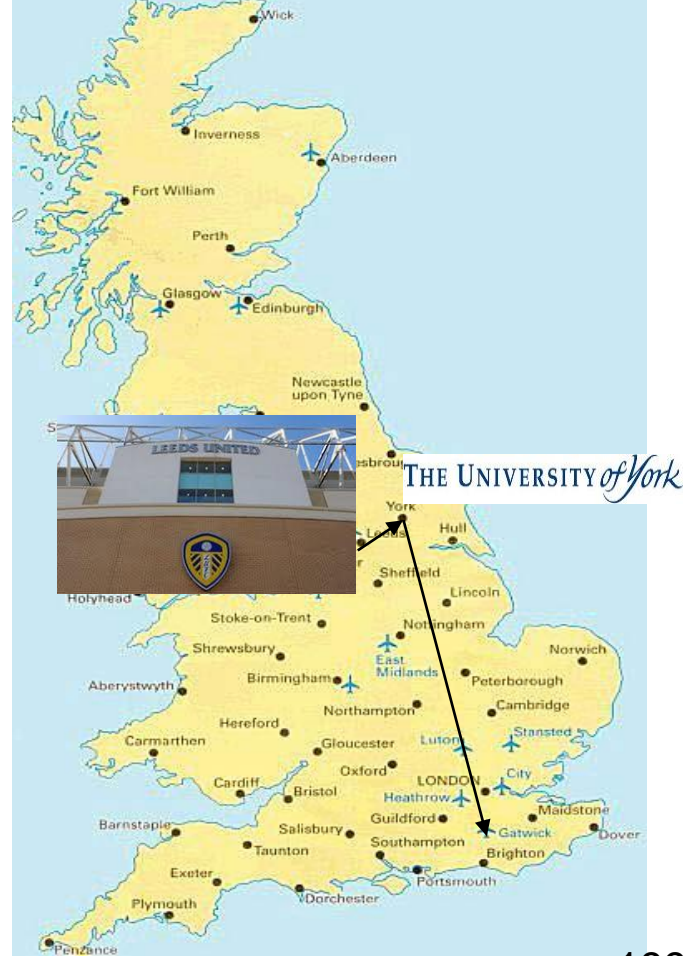 Wick
Inverness
Aberdeen
Fort William
Perth
Glasgow
Edinburgh
Newcastle
upon Tyne
LEEDS UNITED
THE UNIVERSITY of York
York
Leeds
Hull
Sheffield
Holyhead
Lincoln
Stoke-on-Trent
Nottingham
Shrewsbury
East
Midlands
Norwich
Birmingham
Peterborough
Aberystwyth
Northampton
Cambridge
Hereford
Carmarthen
Gloucester
Luton
Stansted
Oxford
LONDON
City
Cardiff
Bristol
Heathrow
Maidstone
Barnstaple
Salisbury
Guildford
Gatwick
Dover
Taunton
Southampton
Brighton
Exeter
Portsmouth
Dorchester
Plymouth
Penzance